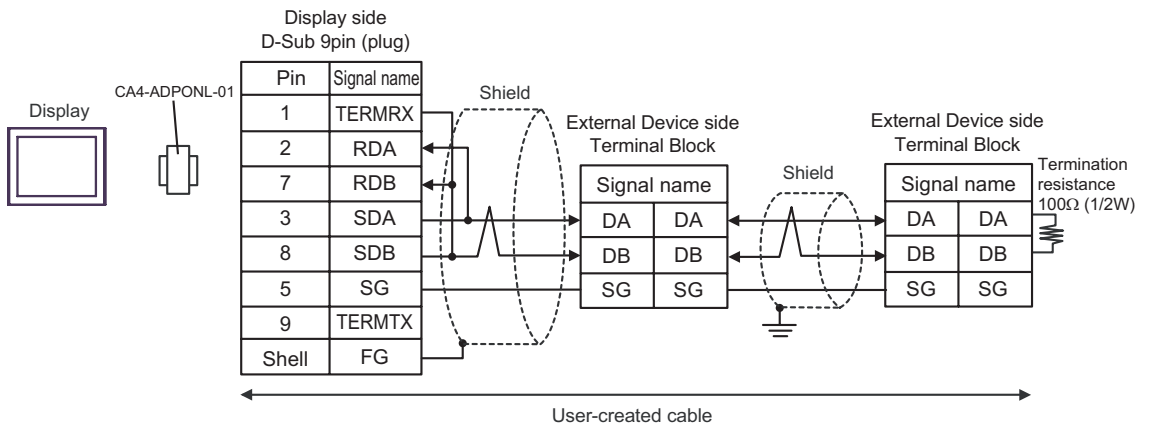 Display side
D-Sub 9pin (plug)
Display
CA4-ADPONL-01
Pin Signal name
1 TERMRX
2 RDA
7 RDB
3 SDA
8 SDB
5 SG
9 TERMTX
Shell FG
Shield
External Device side
Terminal Block
Signal name
DA DA
DB DB
SG SG
Shield
External Device side
Terminal Block
Signal name
DA DA
DB DB
SG SG
Termination
resistance
100Ω (1/2W)
User-created cable